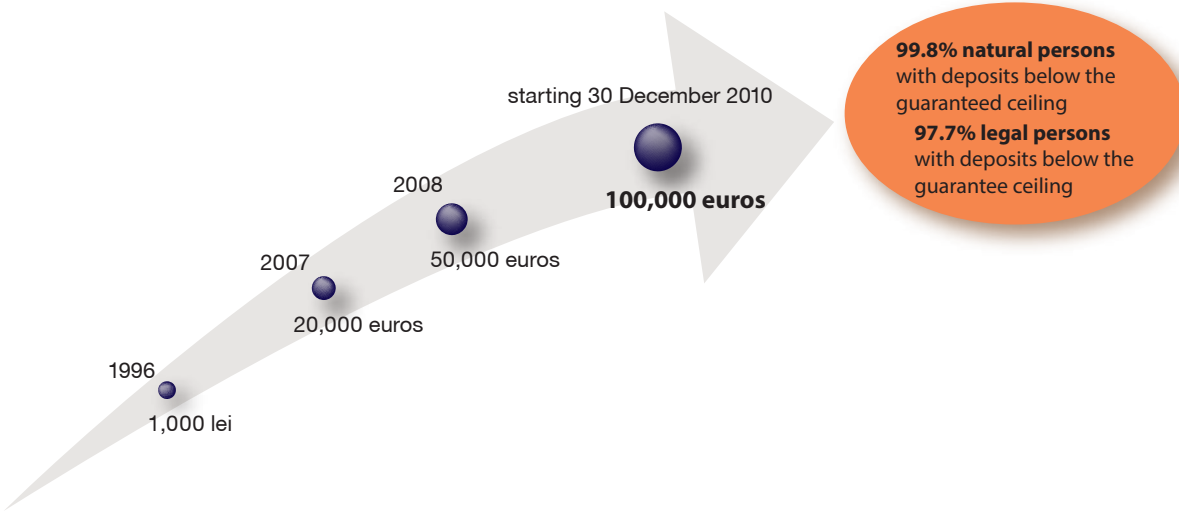 99.8% natural persons
with deposits below the
guaranteed ceiling
97.7% legal persons
with deposits below the
guarantee ceiling
starting 30 December 2010
100,000 euros
2008
50,000 euros
2007
20,000 euros
1996
1,000 lei